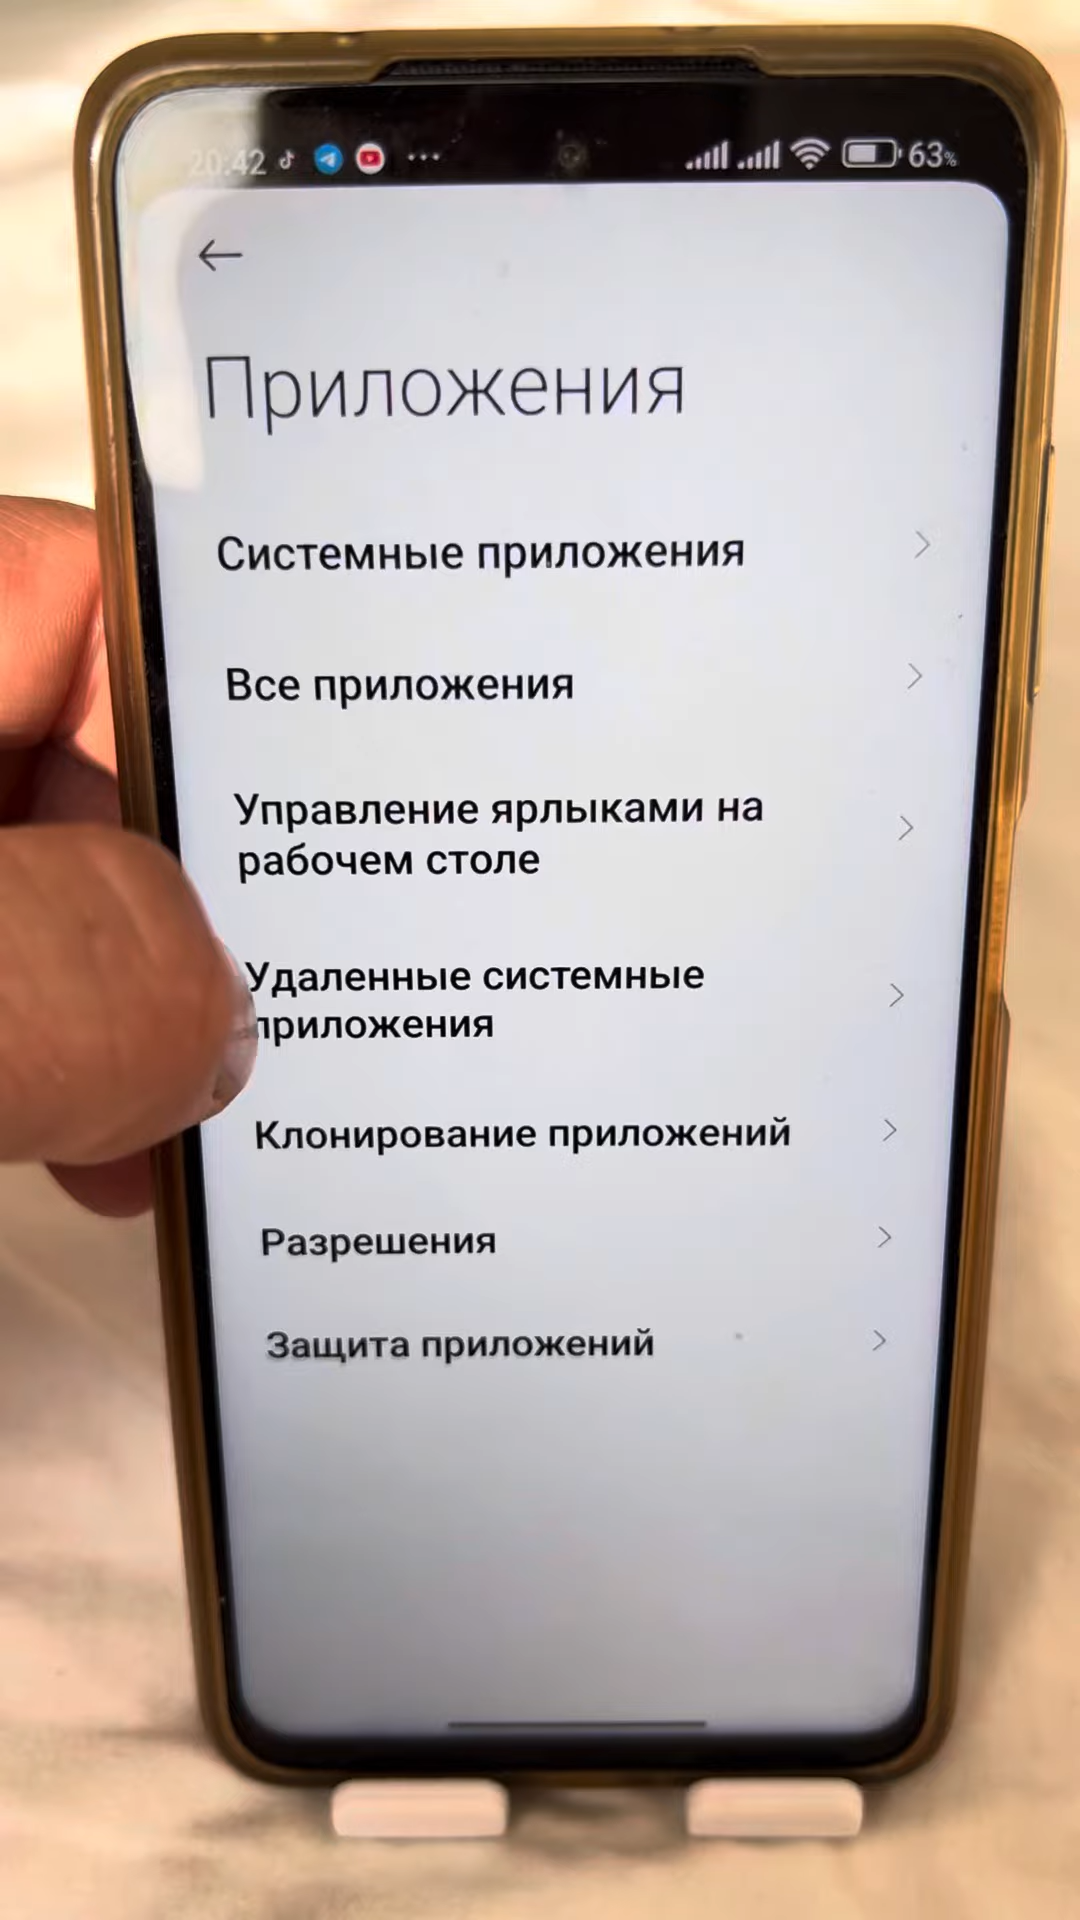 20:42 63%
Приложения
Системные приложения
Все приложения
Управление ярлыками на
рабочем столе
Удаленные системные
приложения
Клонирование приложений
Разрешения
Защита приложений